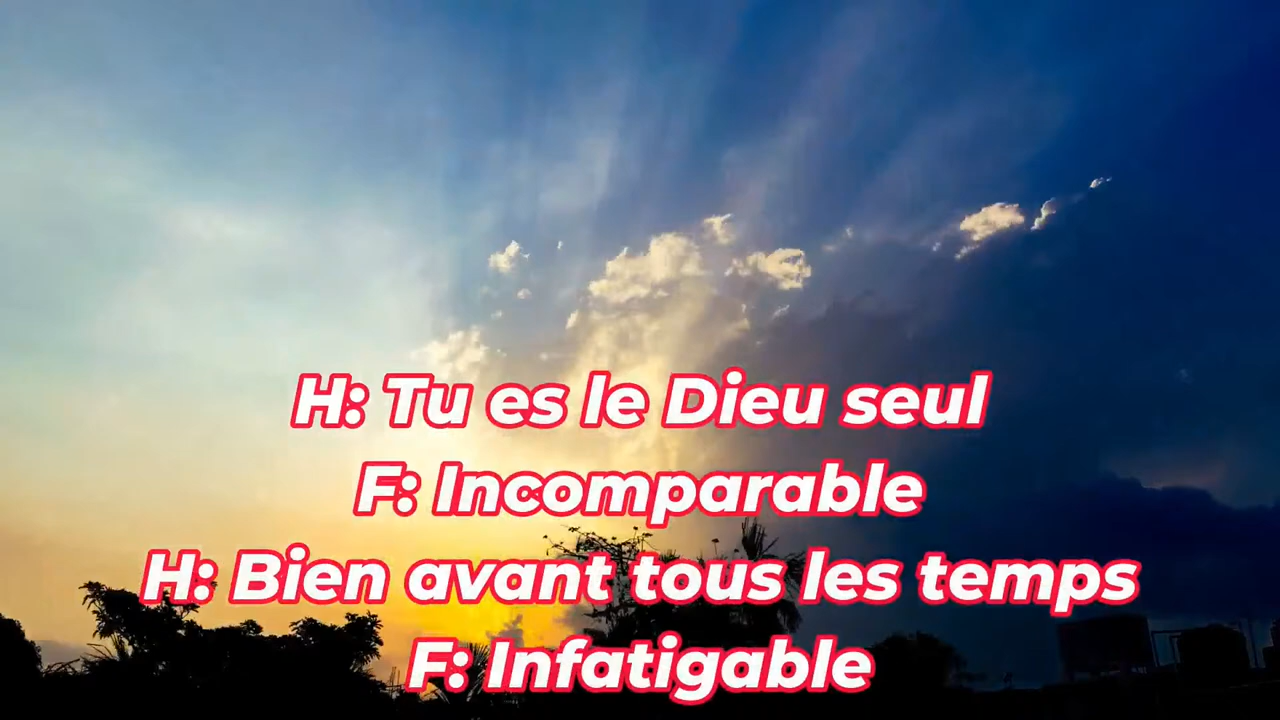 H: Tu es le Dieu seul
F: Incomparable
H: Bien avant tous les temps
F: Infatigable